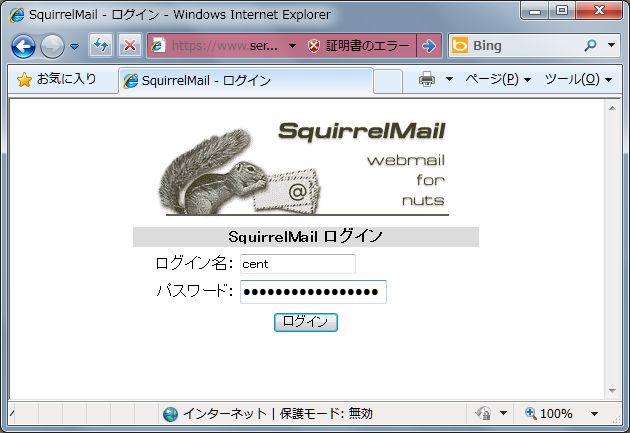 SquirrelMail - ログイン - Windows Internet Explorer
https://www.ser... 証明書のエラー Bing
お気に入り SquirrelMail - ログイン ページ(P) ツール(O)
SquirrelMail
webmail
for
nuts
@
SquirrelMail ログイン
ログイン名: cent
パスワード: ●●●●●●●●●●●●●●●●●
ログイン
インターネット | 保護モード: 無効 100%